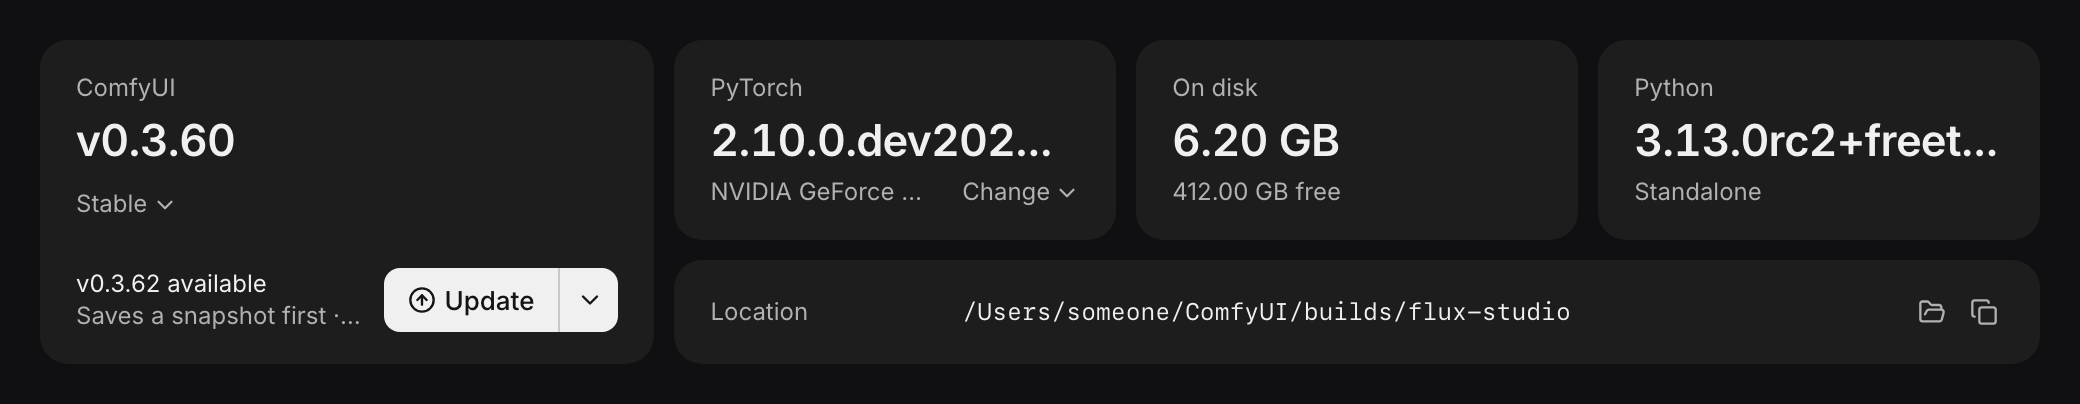 ComfyUI
v0.3.60
Stable
v0.3.62 available
Saves a snapshot first ·...
Update
PyTorch
2.10.0.dev202...
NVIDIA GeForce ...
Change
On disk
6.20 GB
412.00 GB free
Python
3.13.0rc2+freet...
Standalone
Location
/Users/someone/ComfyUI/builds/flux-studio